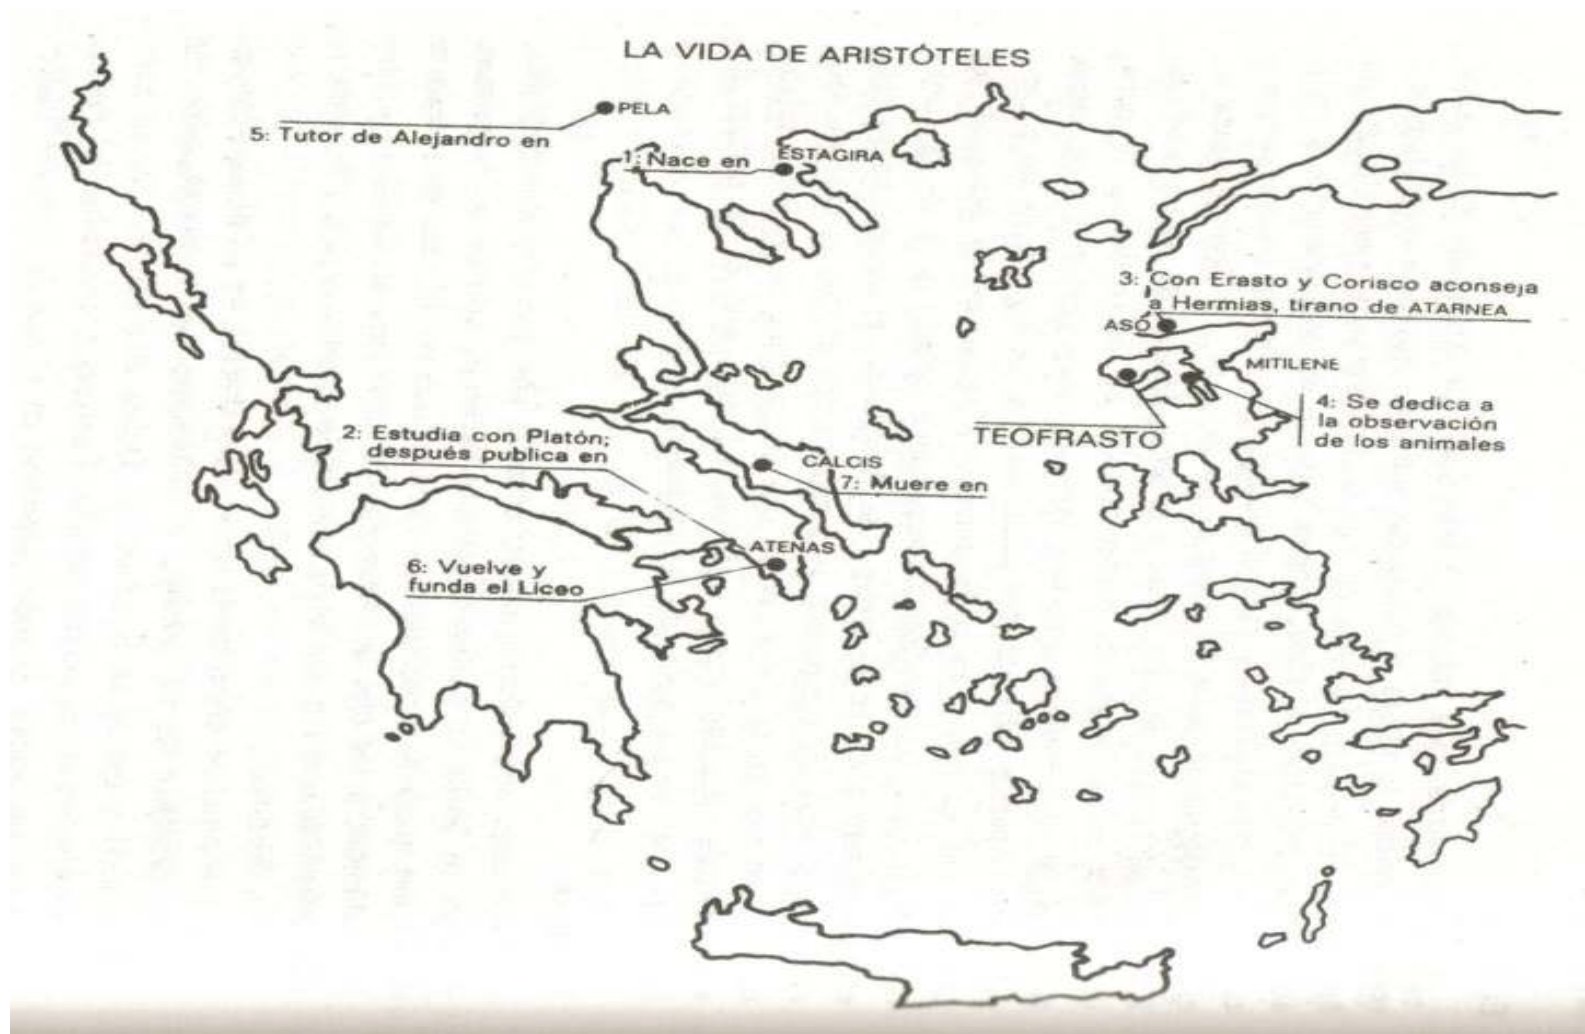 LA VIDA DE ARISTÓTELES
PELA
5: Tutor de Alejandro en
1: Nace en
ESTAGIRA
3: Con Erasto y Corisco aconseja
a Hermias, tirano de ATARNEA
ASÓ
MITILENE
4: Se dedica a
la observación
de los animales
TEOFRASTO
2: Estudia con Platón;
después publica en
CALCIS
7: Muere en
ATENAS
6: Vuelve y
funda el Liceo